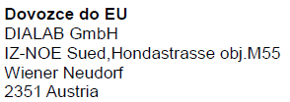 Dovozce do EU
DIALAB GmbH
IZ-NOE Sued,Hondastrasse obj.M55
Wiener Neudorf
2351 Austria